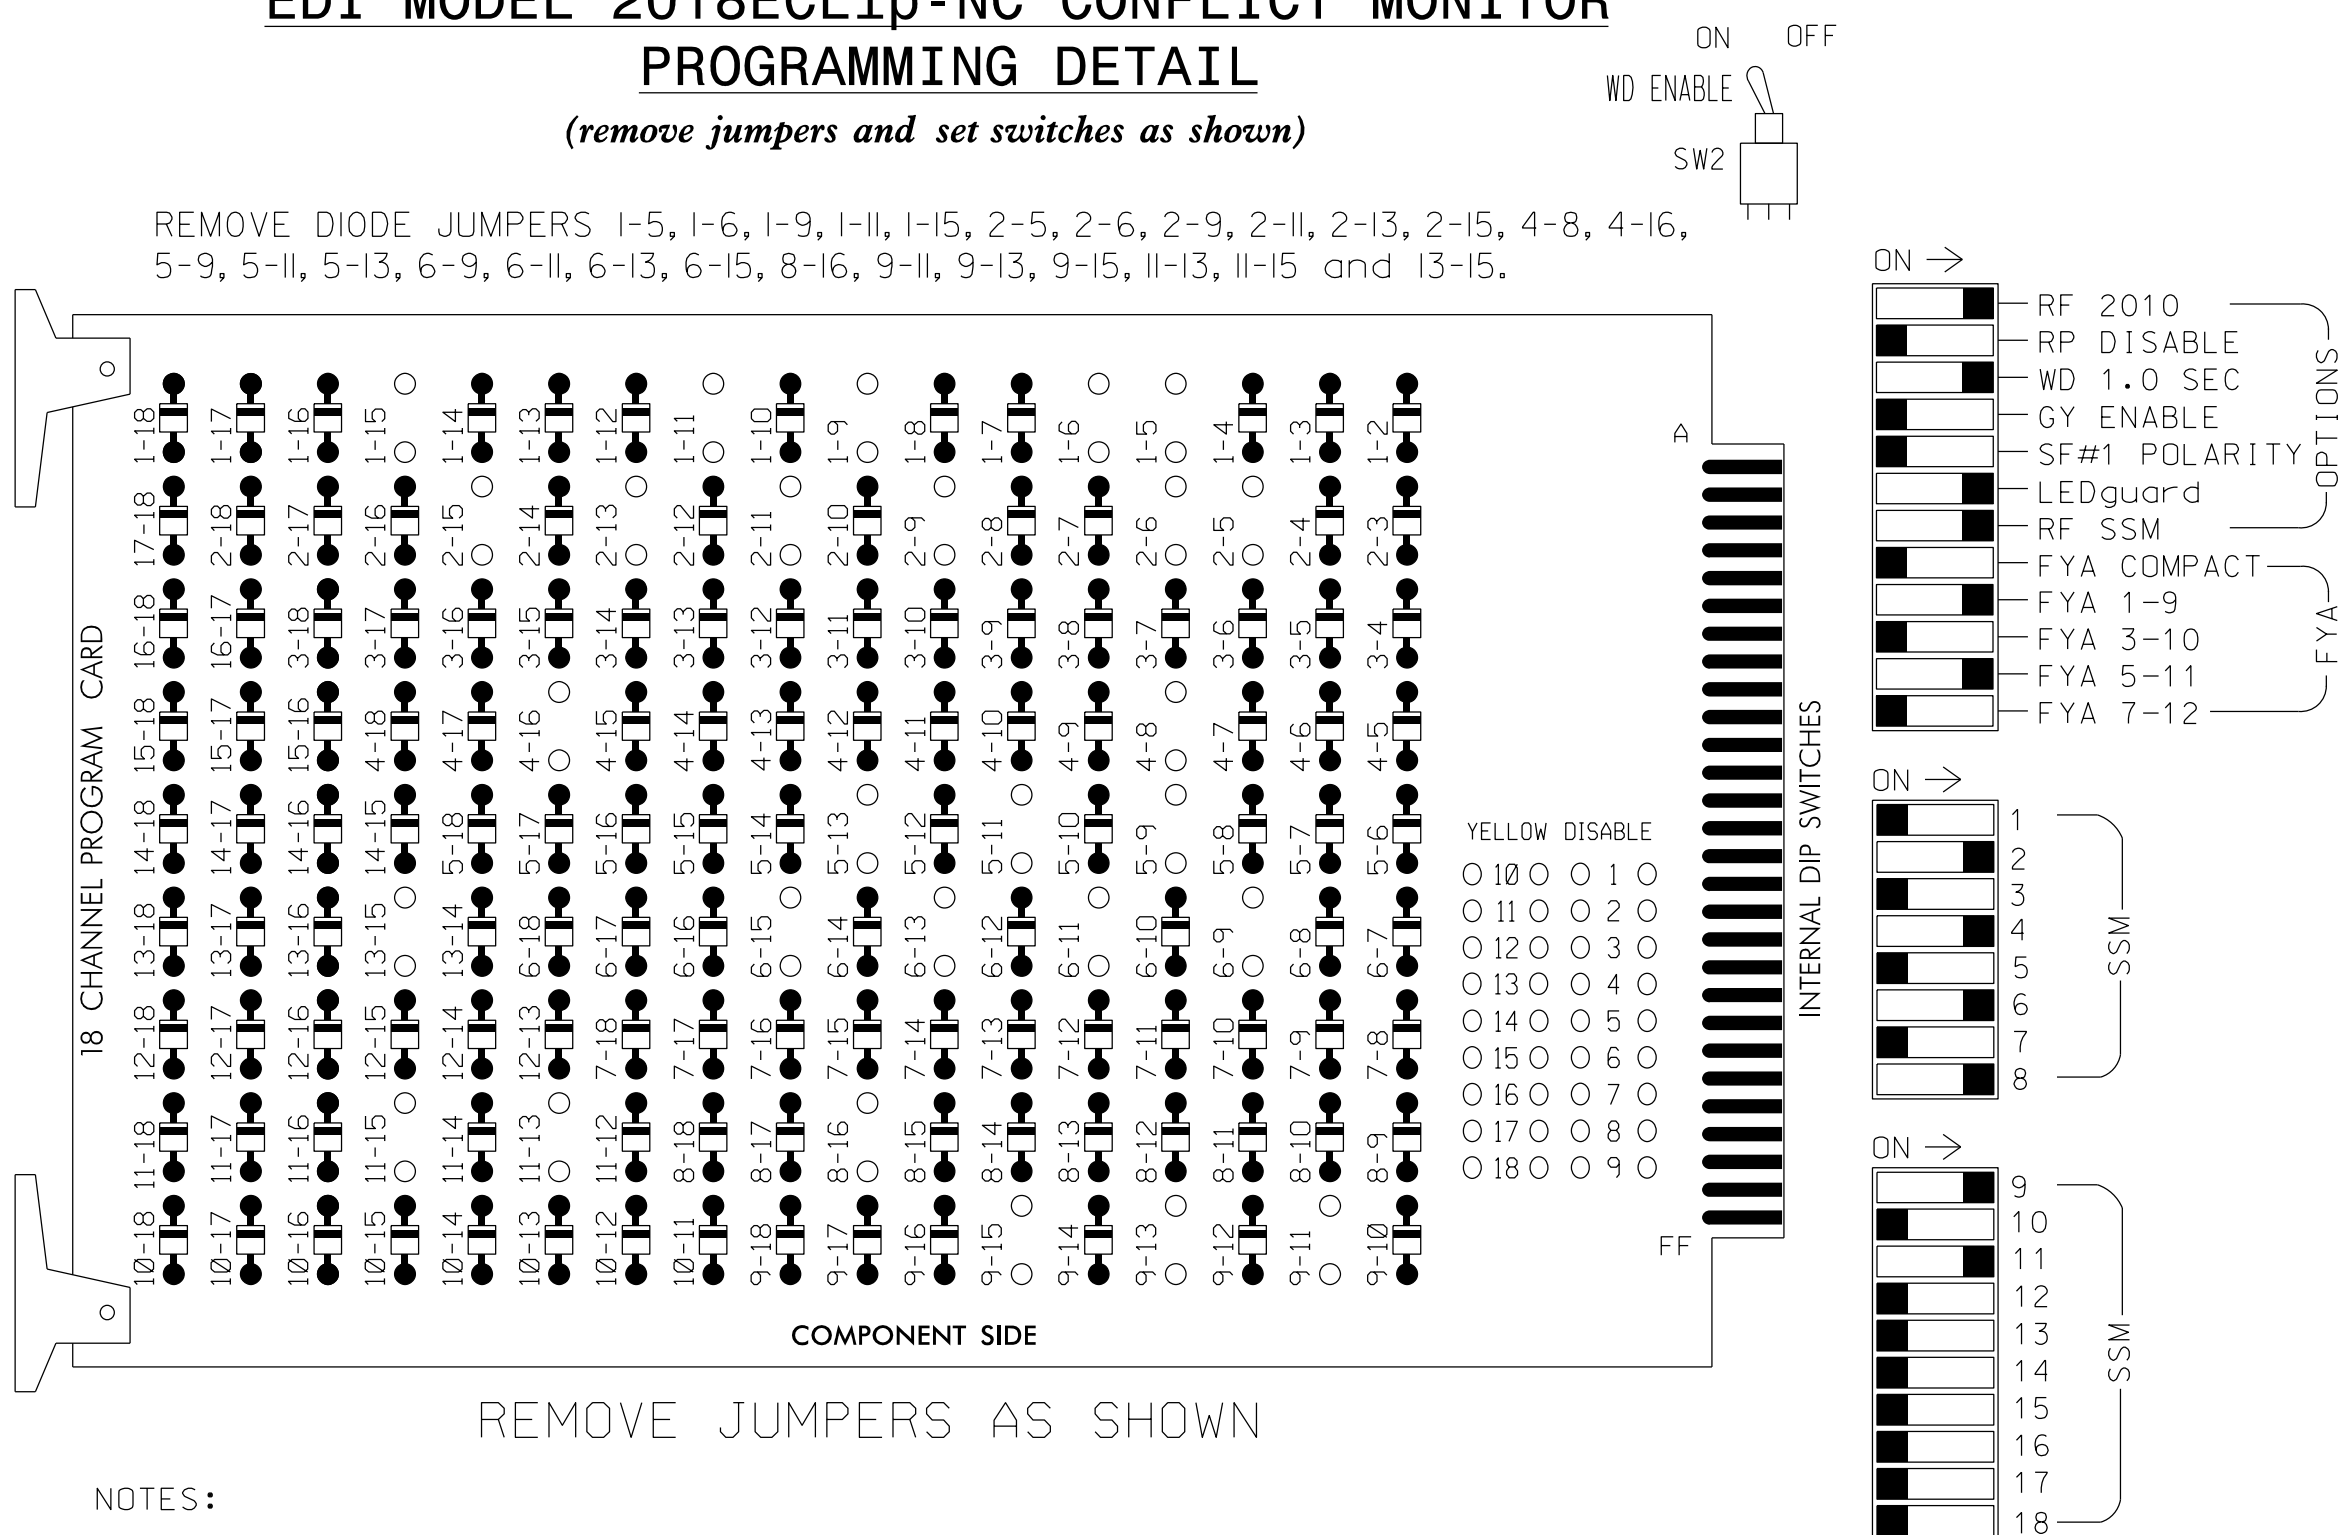 EDI MODEL 2018ECLip-NC CONFLICT MONITOR
PROGRAMMING DETAIL
(remove jumpers and set switches as shown)
ON OFF
WD ENABLE
SW2
REMOVE DIODE JUMPERS 1-5, 1-6, 1-9, 1-11, 1-15, 2-5, 2-6, 2-9, 2-11, 2-13, 2-15, 4-8, 4-16,
5-9, 5-11, 5-13, 6-9, 6-11, 6-13, 6-15, 8-16, 9-11, 9-13, 9-15, 11-13, 11-15 and 13-15.
18 CHANNEL PROGRAM CARD
1-18 1-17 1-16 1-15 1-14 1-13 1-12 1-11 1-10 1-9 1-8 1-7 1-6 1-5 1-4 1-3 1-2
17-18 2-18 2-17 2-16 2-15 2-14 2-13 2-12 2-11 2-10 2-9 2-8 2-7 2-6 2-5 2-4 2-3
16-18 16-17 3-18 3-17 3-16 3-15 3-14 3-13 3-12 3-11 3-10 3-9 3-8 3-7 3-6 3-5 3-4
15-18 15-17 15-16 4-18 4-17 4-16 4-15 4-14 4-13 4-12 4-11 4-10 4-9 4-8 4-7 4-6 4-5
14-18 14-17 14-16 14-15 5-18 5-17 5-16 5-15 5-14 5-13 5-12 5-11 5-10 5-9 5-8 5-7 5-6
13-18 13-17 13-16 13-15 13-14 6-18 6-17 6-16 6-15 6-14 6-13 6-12 6-11 6-10 6-9 6-8 6-7
12-18 12-17 12-16 12-15 12-14 12-13 7-18 7-17 7-16 7-15 7-14 7-13 7-12 7-11 7-10 7-9 7-8
11-18 11-17 11-16 11-15 11-14 11-13 11-12 8-18 8-17 8-16 8-15 8-14 8-13 8-12 8-11 8-10 8-9
10-18 10-17 10-16 10-15 10-14 10-13 10-12 10-11 9-18 9-17 9-16 9-15 9-14 9-13 9-12 9-11 9-10
A
YELLOW DISABLE
10 1
11 2
12 3
13 4
14 5
15 6
16 7
17 8
18 9
FF
COMPONENT SIDE
REMOVE JUMPERS AS SHOWN
NOTES:
INTERNAL DIP SWITCHES
ON →
RF 2010
RP DISABLE
WD 1.0 SEC
GY ENABLE
SF#1 POLARITY
LEDguard
RF SSM
OPTIONS
FYA COMPACT
FYA 1-9
FYA 3-10
FYA 5-11
FYA 7-12
FYA
ON →
1
2
3
4
5
6
7
8
SSM
ON →
9
10
11
12
13
14
15
16
17
18
SSM